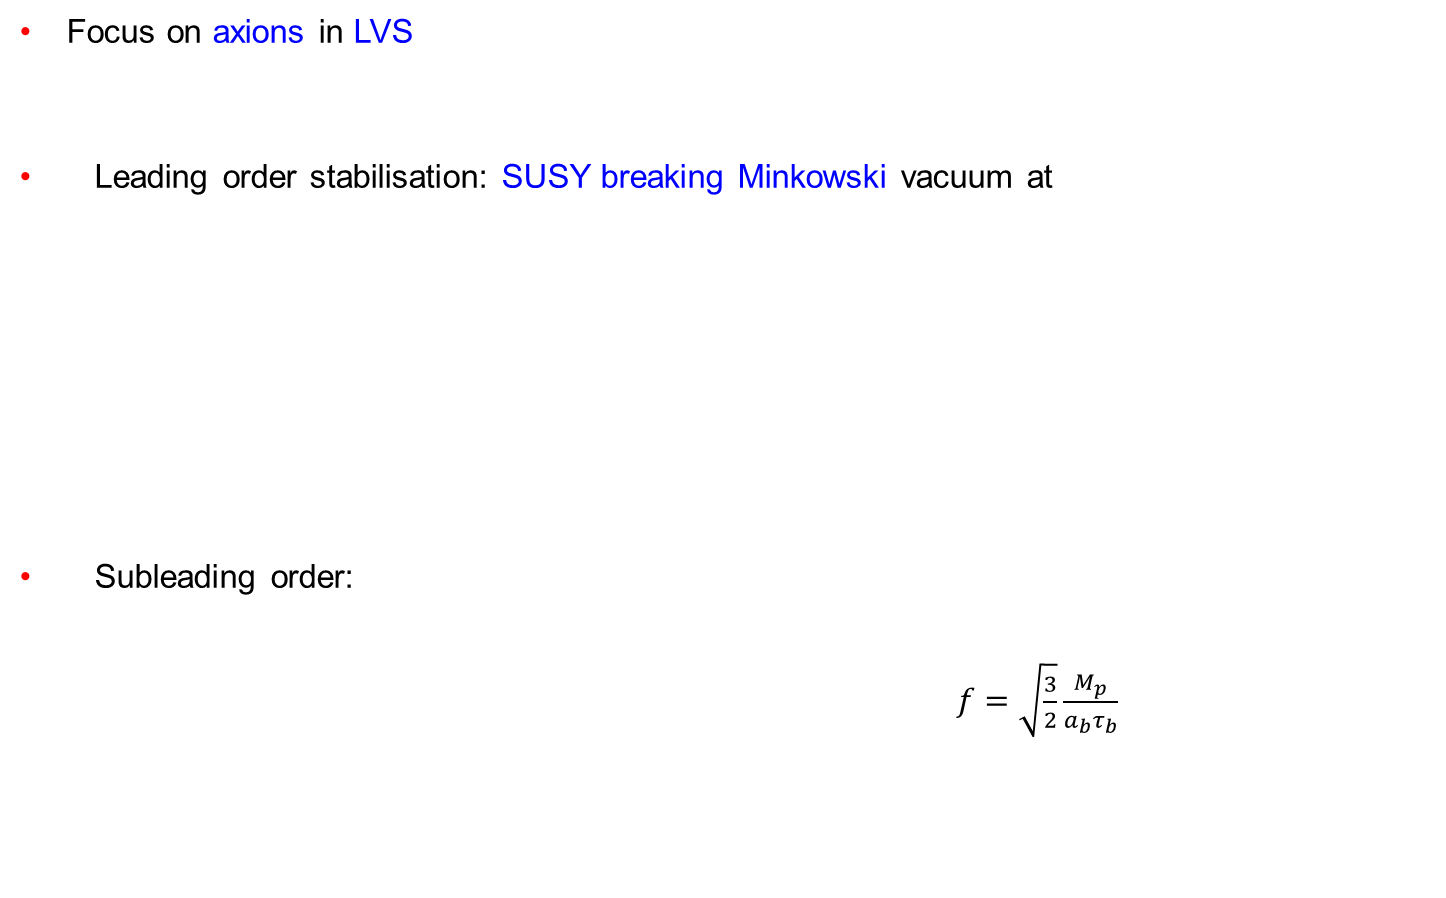 • Focus on axions in LVS
• Leading order stabilisation: SUSY breaking Minkowski vacuum at
• Subleading order:
f = √(3/2) M_p/(a_b τ_b)